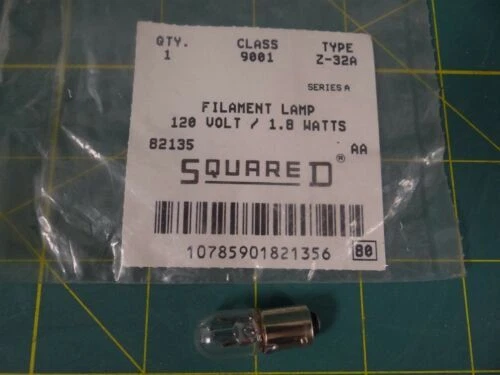 QTY. CLASS TYPE
1 9001 Z-32A
SERIES A
FILAMENT LAMP
120 VOLT / 1.8 WATTS
82135 AA
SQUARE D ®
10785901821356 80